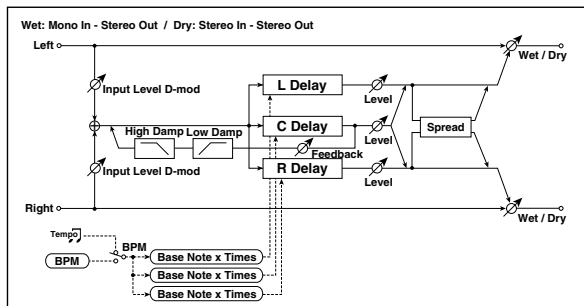 Wet: Mono In - Stereo Out / Dry: Stereo In - Stereo Out
Left
Wet / Dry
Input Level D-mod
L Delay
Level
High Damp
Low Damp
C Delay
Level
Spread
Feedback
Input Level D-mod
R Delay
Level
Right
Wet / Dry
Tempo
BPM
BPM
Base Note x Times
Base Note x Times
Base Note x Times